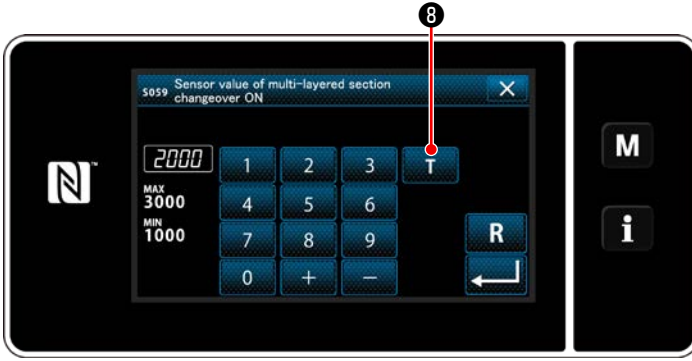 8
S059 Sensor value of multi-layered section
changeover ON
2000
1 2 3 T
MAX
3000
4 5 6
MIN
1000
7 8 9 R
0 + −
M
i
N
™